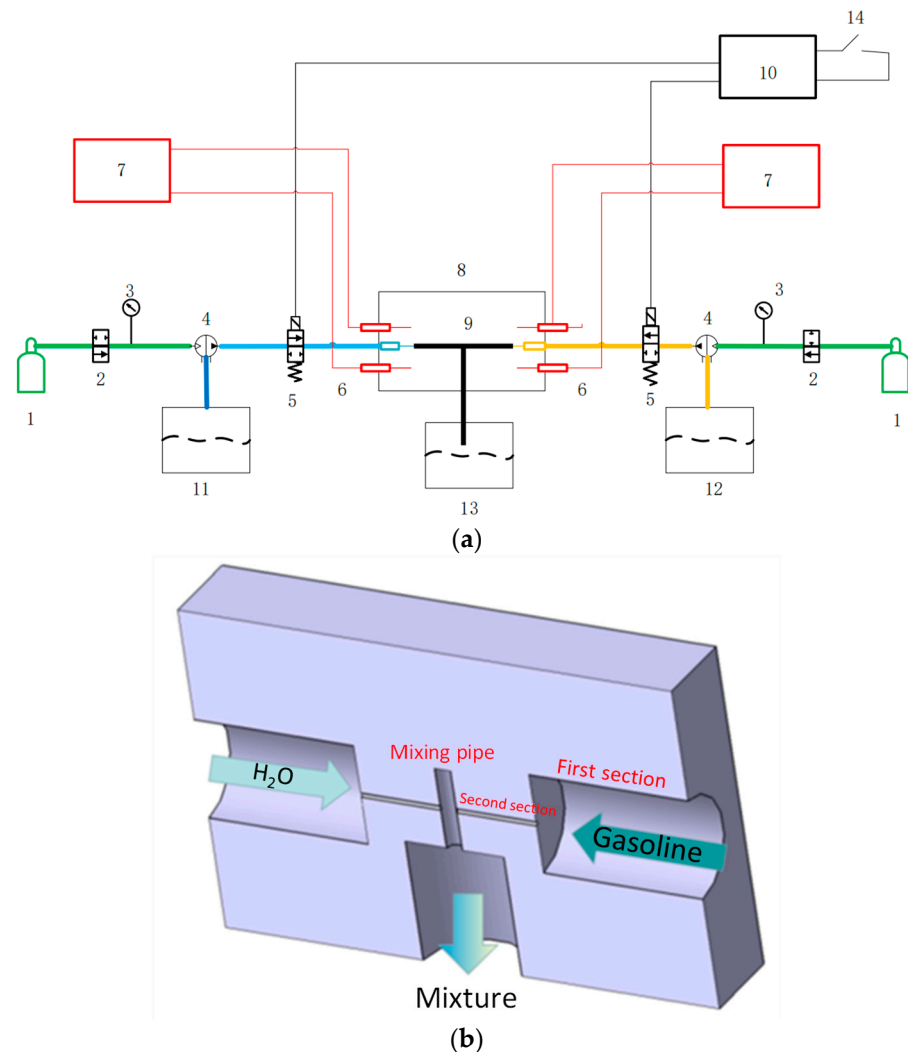 14
10
7
7
8
3
9
3
4
4
2
6
5
5
6
2
1
1
11
13
12
(a)
Mixing pipe
First section
H₂O
Second section
Gasoline
Mixture
(b)